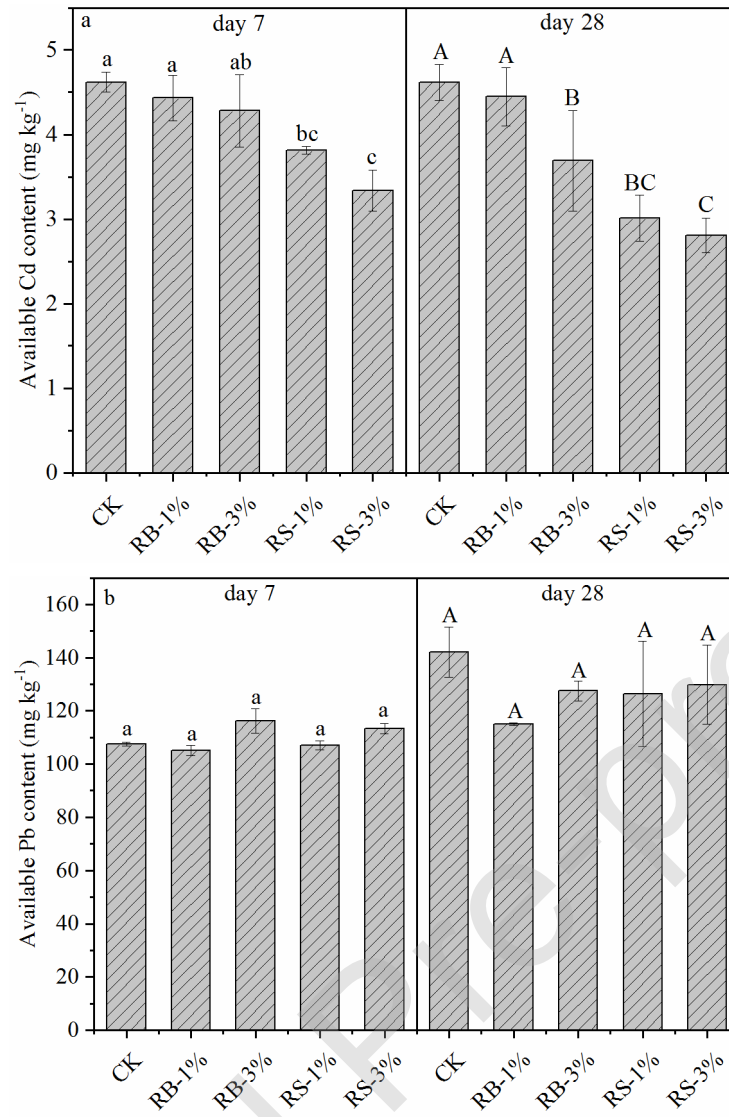 a
day 7
day 28
5
4
3
2
1
0
Available Cd content (mg kg⁻¹)
a
a
ab
bc
c
A
A
B
BC
C
CK
RB-1%
RB-3%
RS-1%
RS-3%
CK
RB-1%
RB-3%
RS-1%
RS-3%
b
day 7
day 28
160
140
120
100
80
60
40
20
0
Available Pb content (mg kg⁻¹)
a
a
a
a
a
A
A
A
A
A
CK
RB-1%
RB-3%
RS-1%
RS-3%
CK
RB-1%
RB-3%
RS-1%
RS-3%